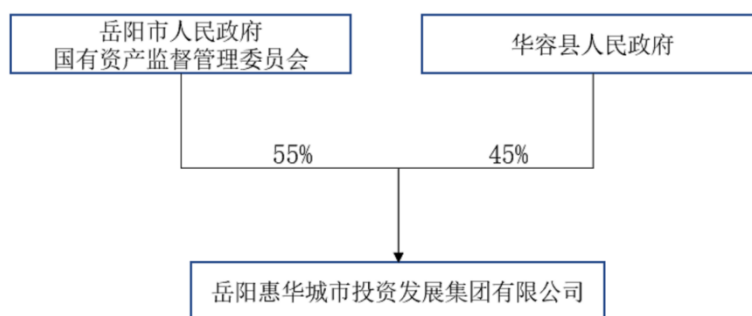 岳阳市人民政府
国有资产监督管理委员会
华容县人民政府
55%
45%
岳阳惠华城市投资发展集团有限公司